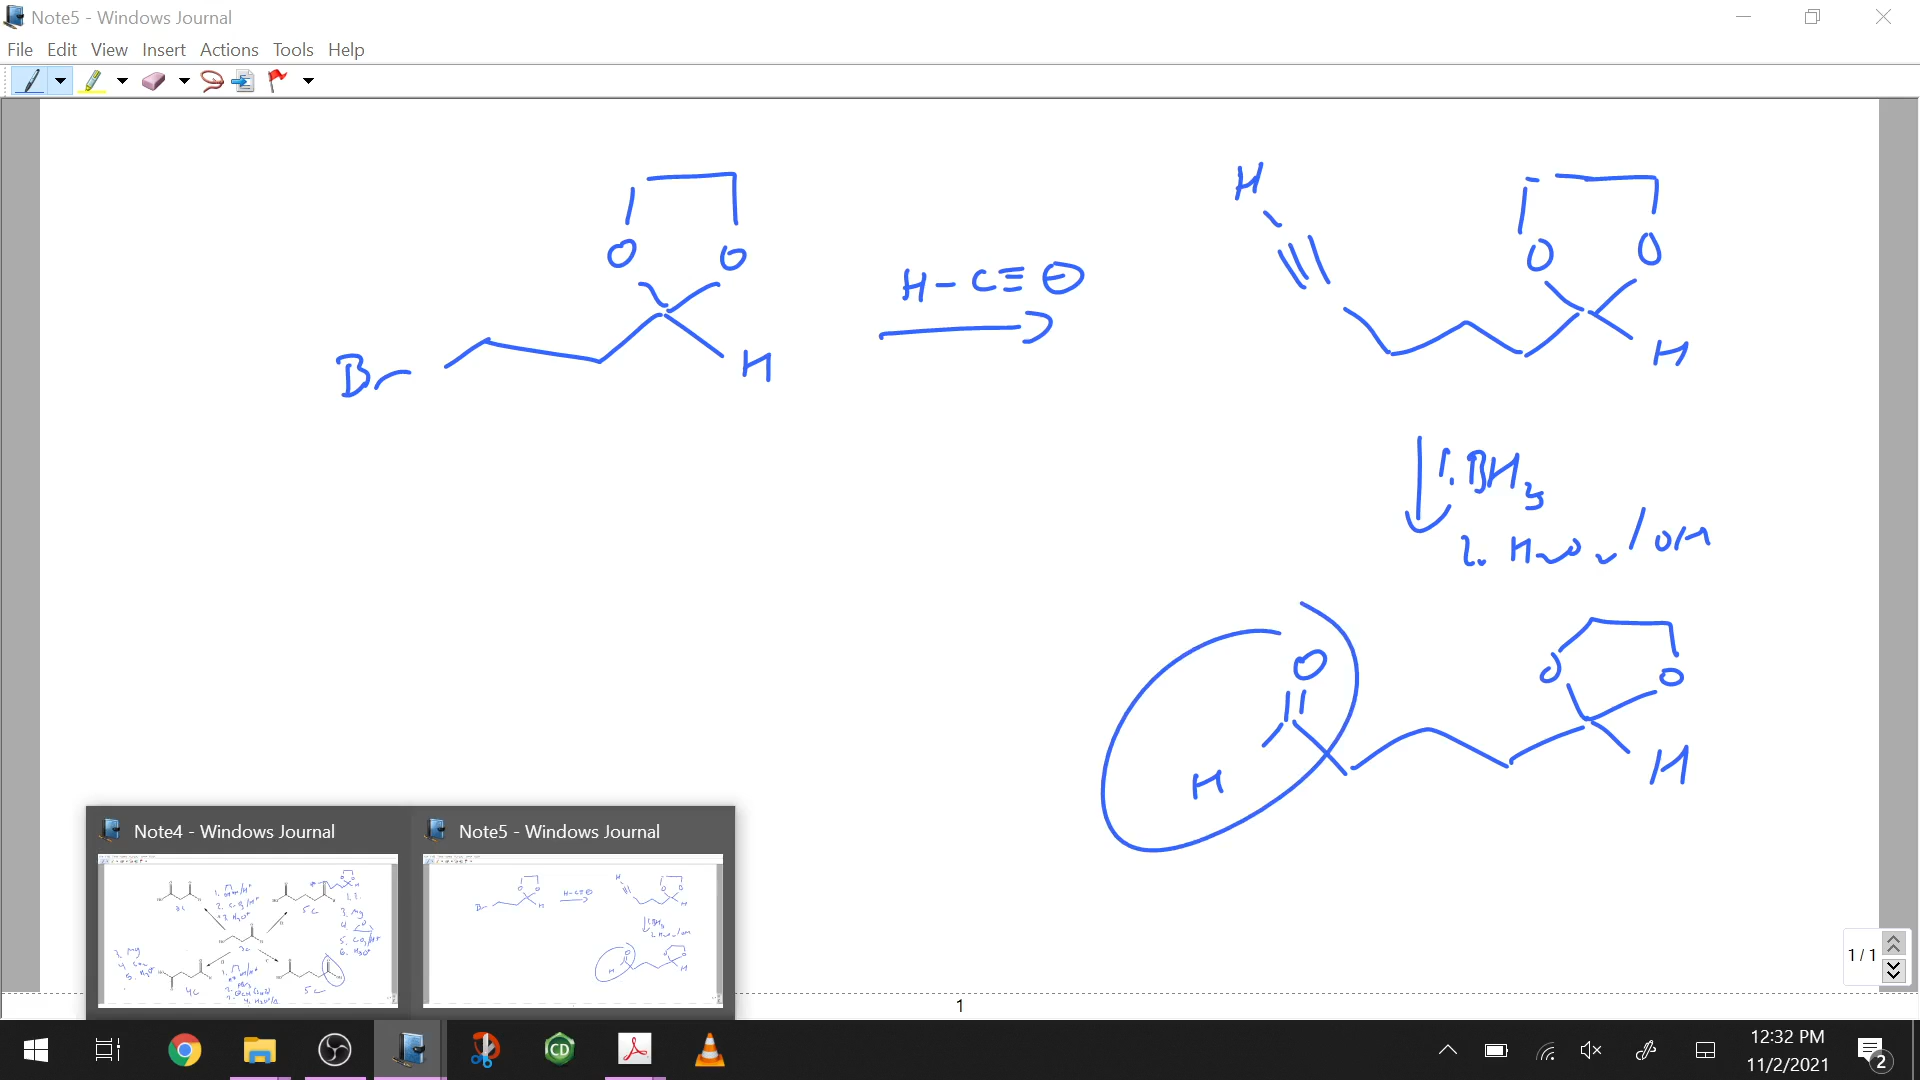 Note5 - Windows Journal
File Edit View Insert Actions Tools Help
H
O O
H-C≡ ⊖
O O
Br
H
H
1. BH3
2. H2O2/OH
O
O O
H
H
Note4 - Windows Journal
Note5 - Windows Journal
1/1
1
12:32 PM
11/2/2021
2